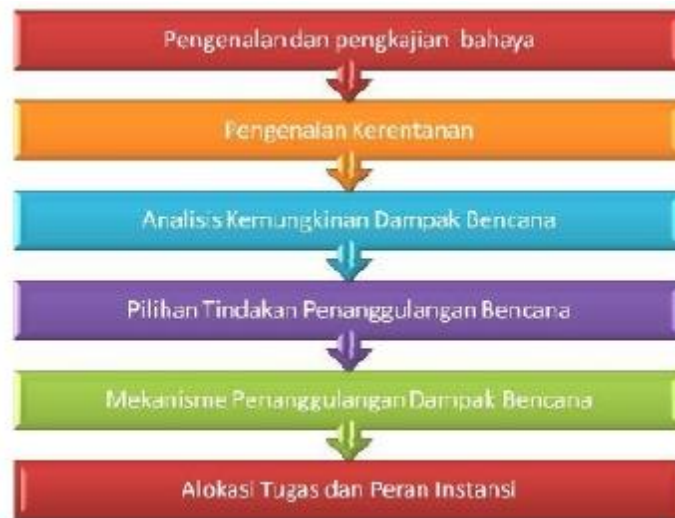 Pengenalan dan pengkajian bahaya
Pengenalan Kerentanan
Analisis Kemungkinan Dampak Bencana
Pilihan Tindakan Penanggulangan Bencana
Mekanisme Penanggulangan Dampak Bencana
Alokasi Tugas dan Peran Instansi